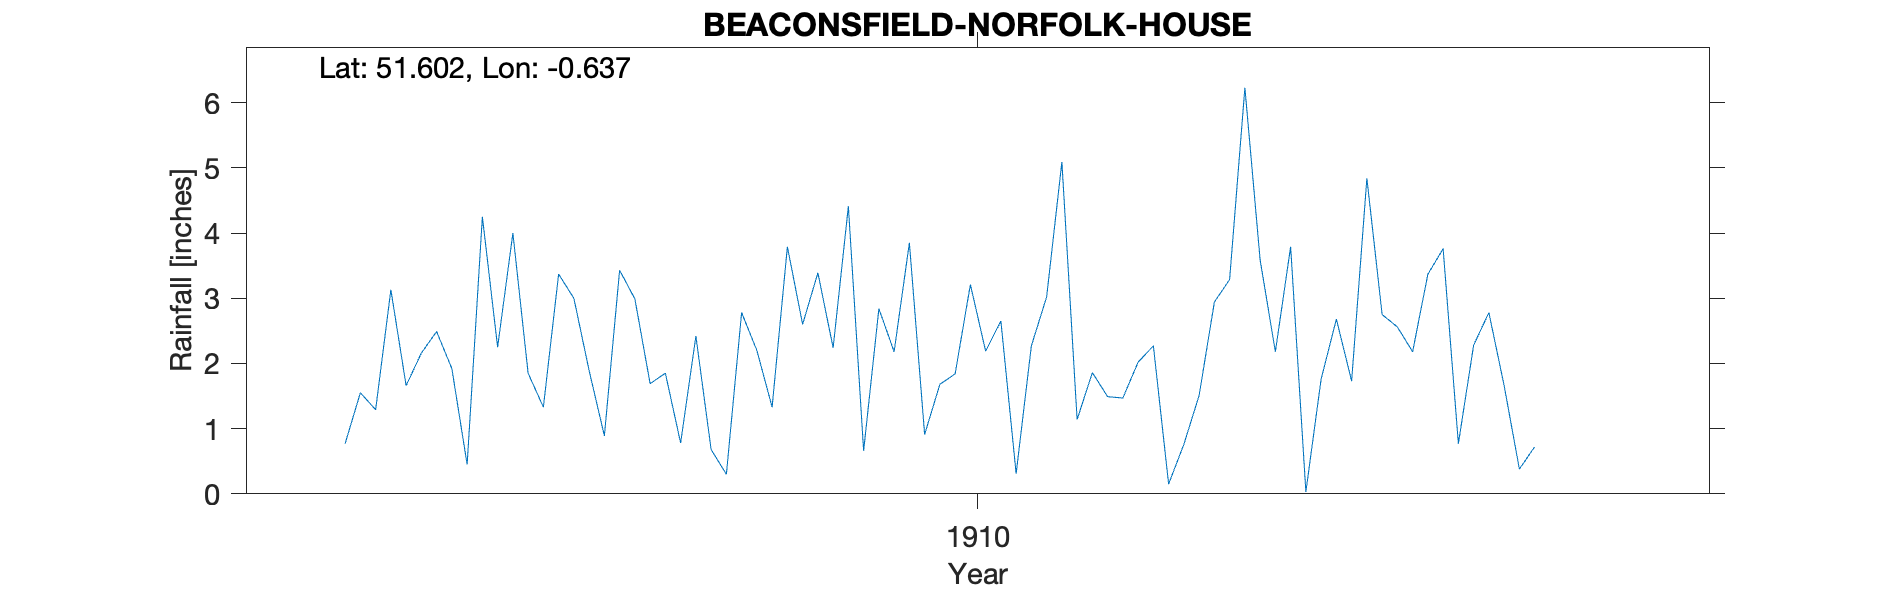 BEACONSFIELD-NORFOLK-HOUSE
Lat: 51.602, Lon: -0.637
6
5
4
3
2
1
0
Rainfall [inches]
1910
Year